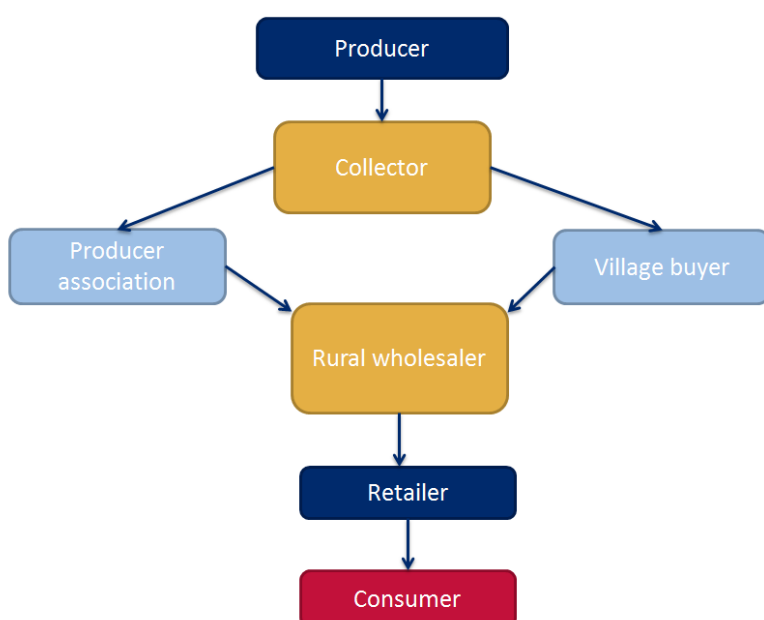 Producer
Collector
Producer
association
Village buyer
Rural wholesaler
Retailer
Consumer